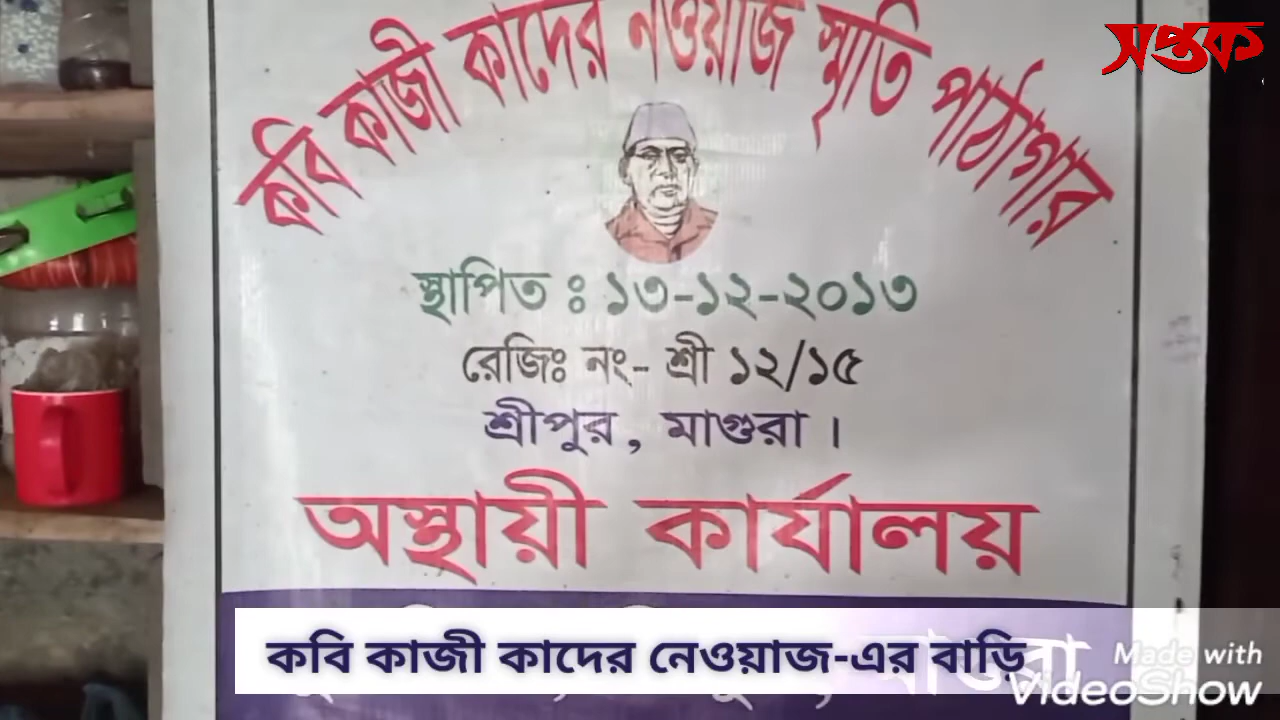 সপ্তক
কবি কাজী কাদের নওয়াজ স্মৃতি পাঠাগার
স্থাপিত ঃ ১৩-১২-২০১৩
রেজিঃ নং- শ্রী ১২/১৫
শ্রীপুর, মাগুরা ।
অস্থায়ী কার্যালয়
কবি কাজী কাদের নেওয়াজ-এর বাড়ি
Made with
VideoShow